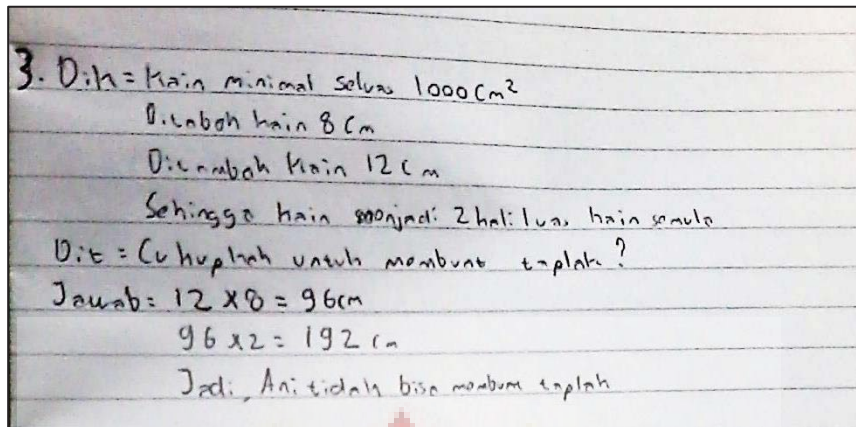 3. Dik = Kain minimal seluas 1000 cm²
Ditambah kain 8 cm
Ditambah kain 12 cm
Sehingga kain menjadi 2 kali luas kain semula
Dit = Cukupkah untuk membuat taplak?
Jawab = 12 x 8 = 96 cm
96 x 2 = 192 cm
Jadi, Ani tidak bisa membuat taplak